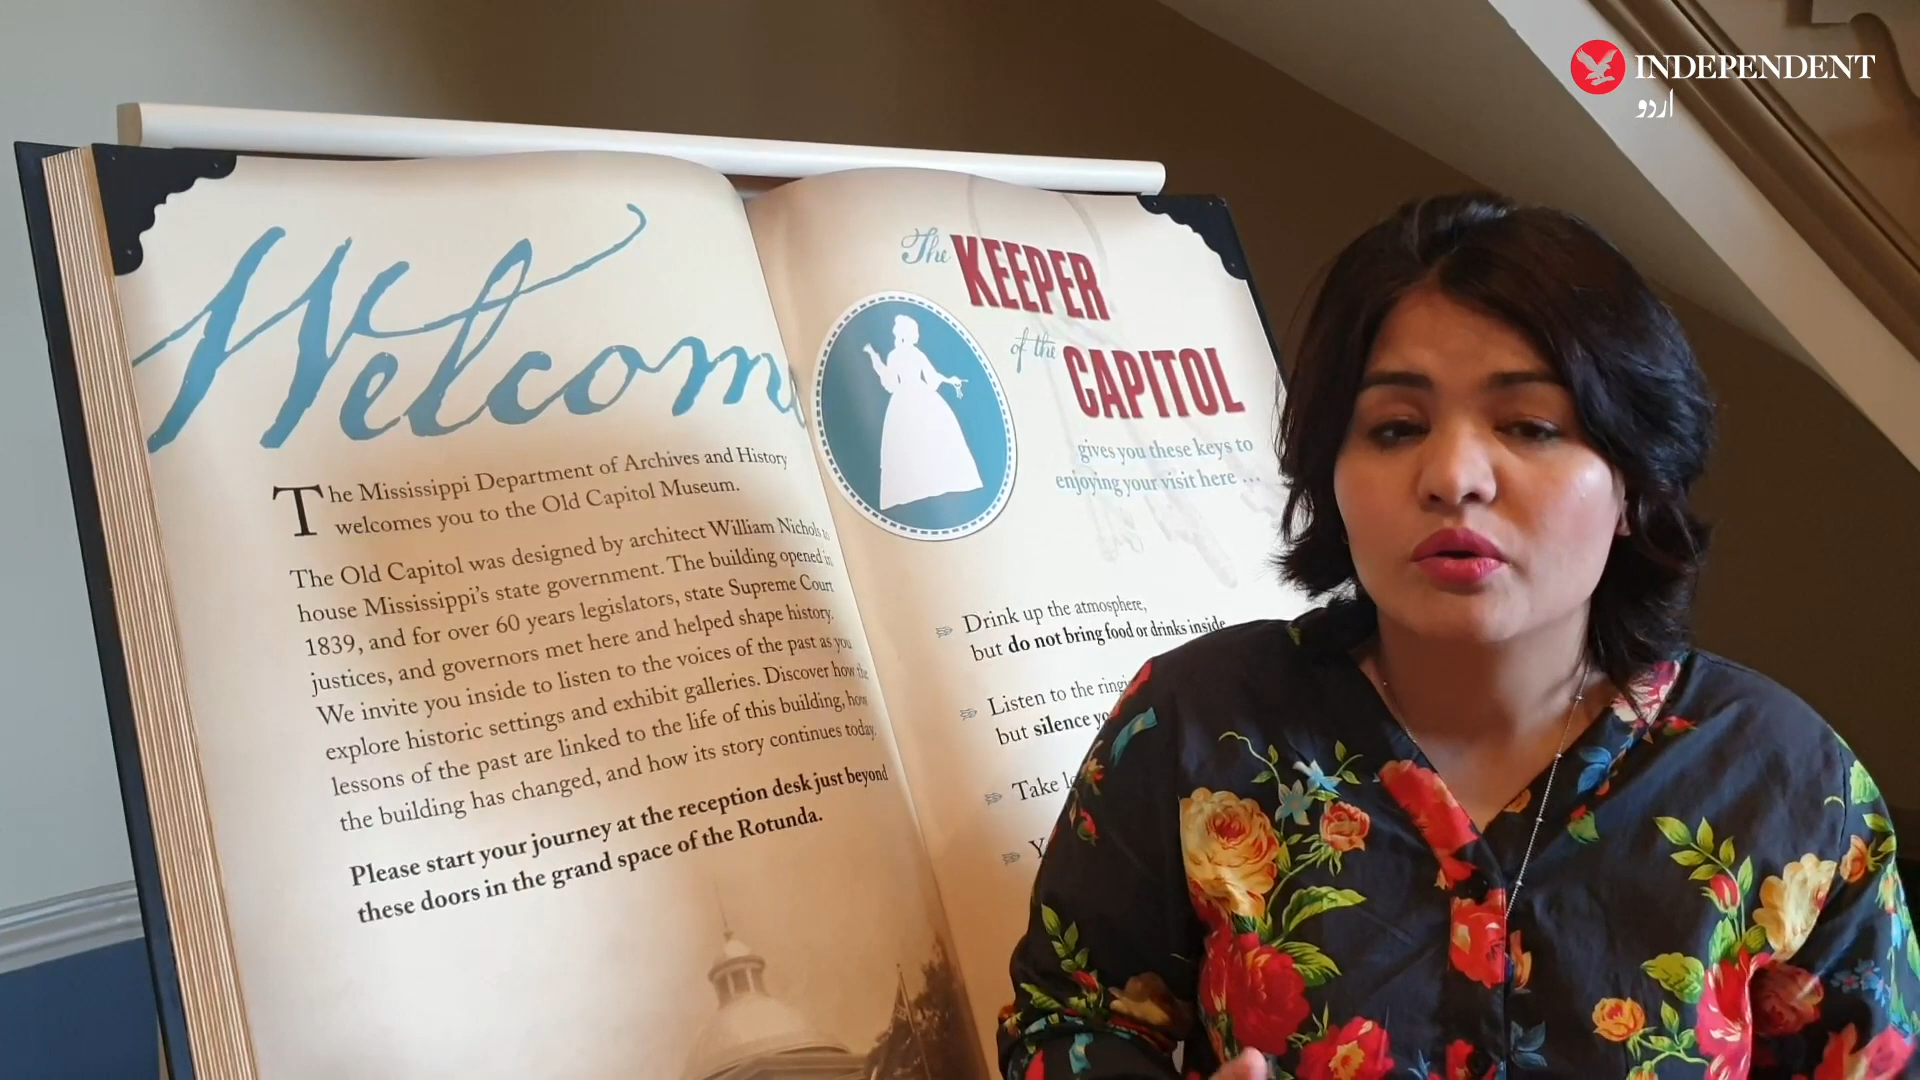 INDEPENDENT
اردو
Welcome
The Mississippi Department of Archives and History
welcomes you to the Old Capitol Museum.
The Old Capitol was designed by architect William Nichols to
house Mississippi's state government. The building opened in
1839, and for over 60 years legislators, state Supreme Court
justices, and governors met here and helped shape history.
We invite you inside to listen to the voices of the past as you
explore historic settings and exhibit galleries. Discover how the
lessons of the past are linked to the life of this building, how
the building has changed, and how its story continues today.
Please start your journey at the reception desk just beyond
these doors in the grand space of the Rotunda.
The KEEPER
of the CAPITOL
gives you these keys to
enjoying your visit here ...
Drink up the atmosphere,
but do not bring food or drinks inside
Listen to the
but silence
Take